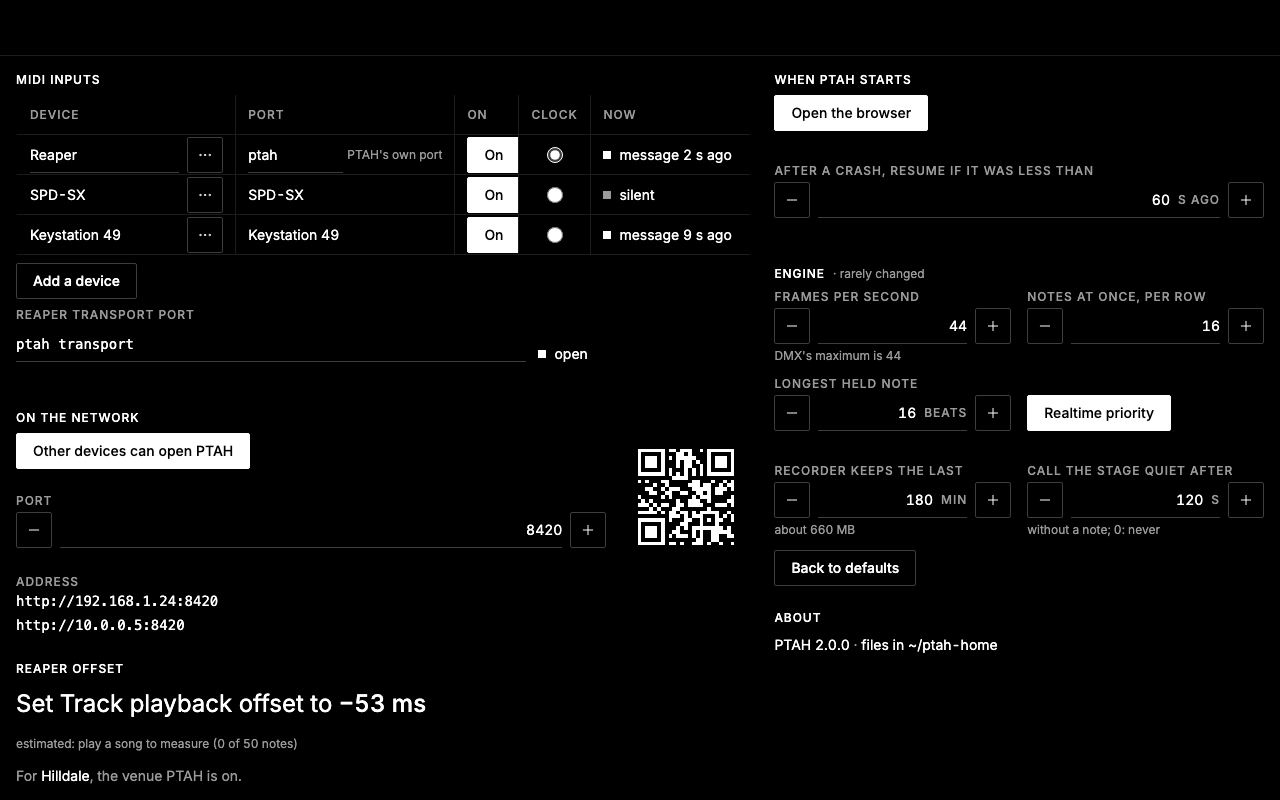 MIDI INPUTS
DEVICE PORT ON CLOCK NOW
Reaper ··· ptah PTAH's own port On message 2 s ago
SPD-SX ··· SPD-SX On silent
Keystation 49 ··· Keystation 49 On message 9 s ago
Add a device
REAPER TRANSPORT PORT
ptah transport open
ON THE NETWORK
Other devices can open PTAH
PORT
− 8420 +
ADDRESS
http://192.168.1.24:8420
http://10.0.0.5:8420
REAPER OFFSET
Set Track playback offset to −53 ms
estimated: play a song to measure (0 of 50 notes)
For Hilldale, the venue PTAH is on.
WHEN PTAH STARTS
Open the browser
AFTER A CRASH, RESUME IF IT WAS LESS THAN
− 60 S AGO +
ENGINE · rarely changed
FRAMES PER SECOND NOTES AT ONCE, PER ROW
− 44 + − 16 +
DMX's maximum is 44
LONGEST HELD NOTE
− 16 BEATS + Realtime priority
RECORDER KEEPS THE LAST CALL THE STAGE QUIET AFTER
− 180 MIN + − 120 S +
about 660 MB without a note; 0: never
Back to defaults
ABOUT
PTAH 2.0.0 · files in ~/ptah-home